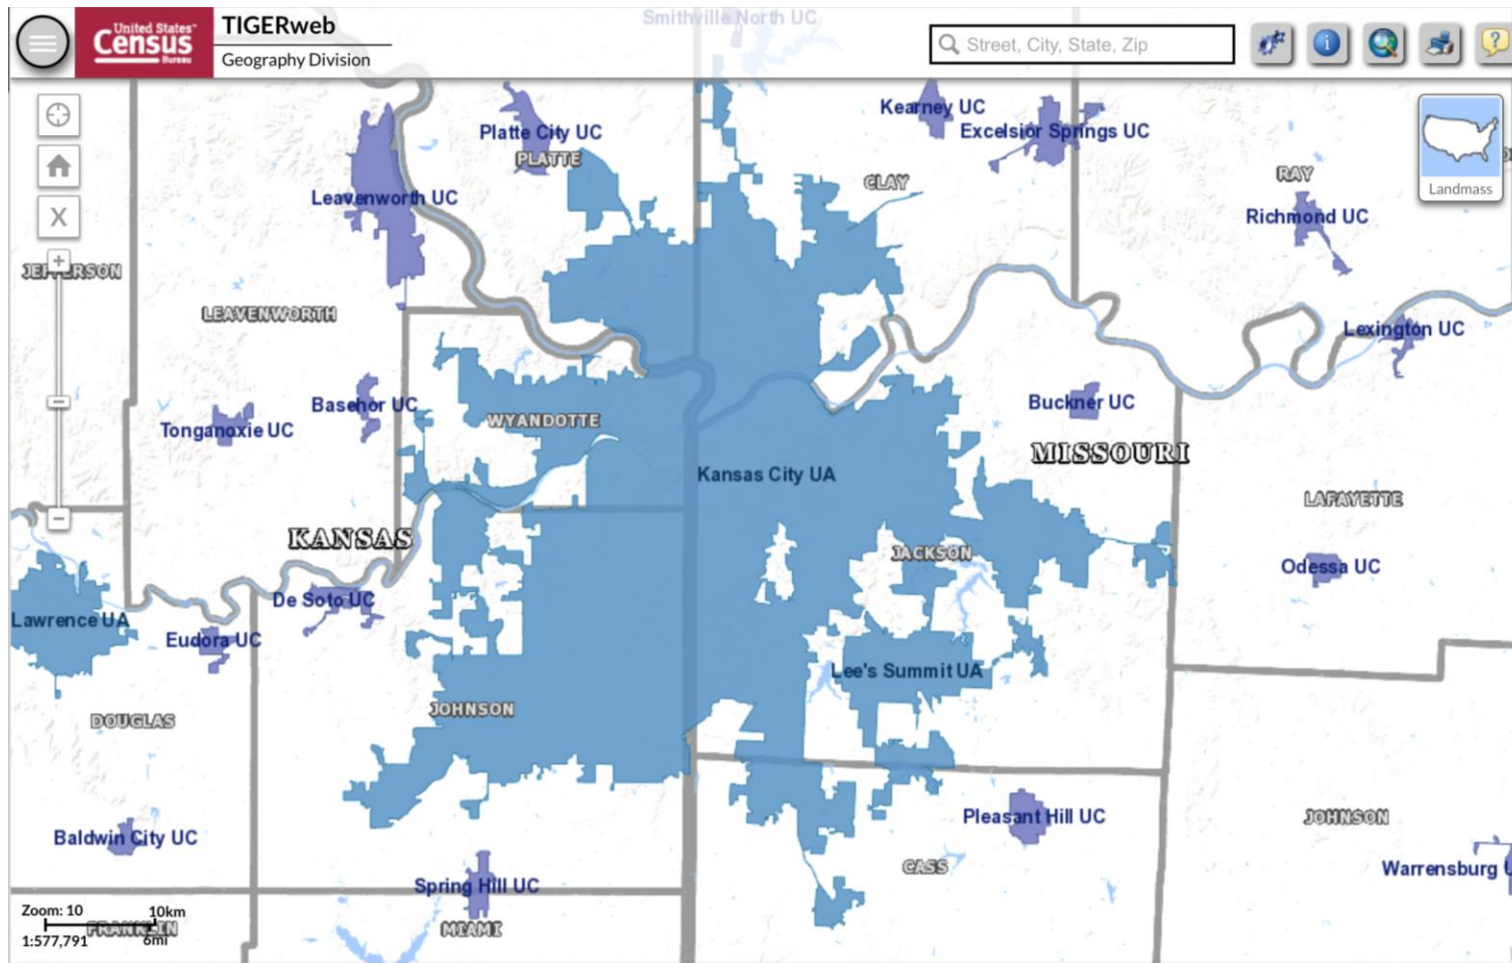 Smithville North UC
United States™
Census
Bureau
TIGERweb
Geography Division
Street, City, State, Zip
Kearney UC
Platte City UC
Excelsior Springs UC
PLATTE
CLAY
RAY
Landmass
Leavenworth UC
Richmond UC
X
+
JEFFERSON
LEAVENWORTH
Lexington UC
Basehor UC
Buckner UC
WYANDOTTE
Tonganoxie UC
MISSOURI
Kansas City UA
LAFAYETTE
KANSAS
JACKSON
Odessa UC
De Soto UC
Lawrence UA
Eudora UC
Lee's Summit UA
JOHNSON
DOUGLAS
Pleasant Hill UC
JOHNSON
Baldwin City UC
CASS
Warrensburg U
Spring Hill UC
Zoom: 10
10km
FRANKLIN
MIAMI
1:577,791
6mi